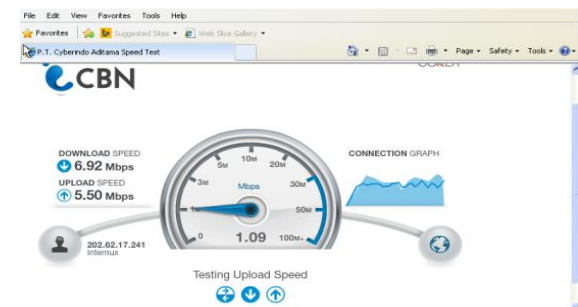 File Edit View Favorites Tools Help
Favorites Suggested Sites Web Slice Gallery
P.T. Cyberindo Aditama Speed Test Page Safety Tools
CBN
DOWNLOAD SPEED
6.92 Mbps
UPLOAD SPEED
5.50 Mbps
CONNECTION GRAPH
0 1M 3M 5M 10M 20M 30M 50M 100M+
Mbps
1.09
202.62.17.241
Internux
Testing Upload Speed